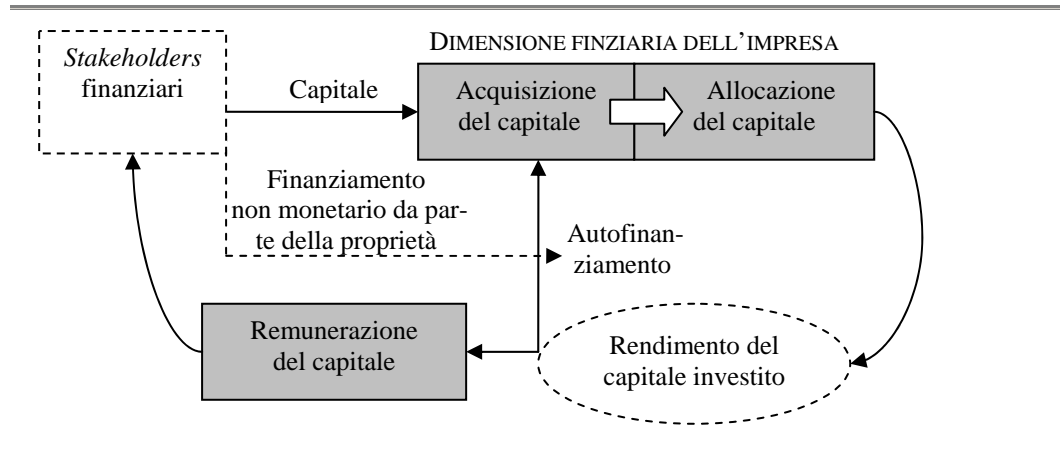 DIMENSIONE FINZIARIA DELL’IMPRESA
Stakeholders
finanziari
Capitale
Acquisizione
del capitale
Allocazione
del capitale
Finanziamento
non monetario da par-
te della proprietà
Autofinan-
ziamento
Remunerazione
del capitale
Rendimento del
capitale investito